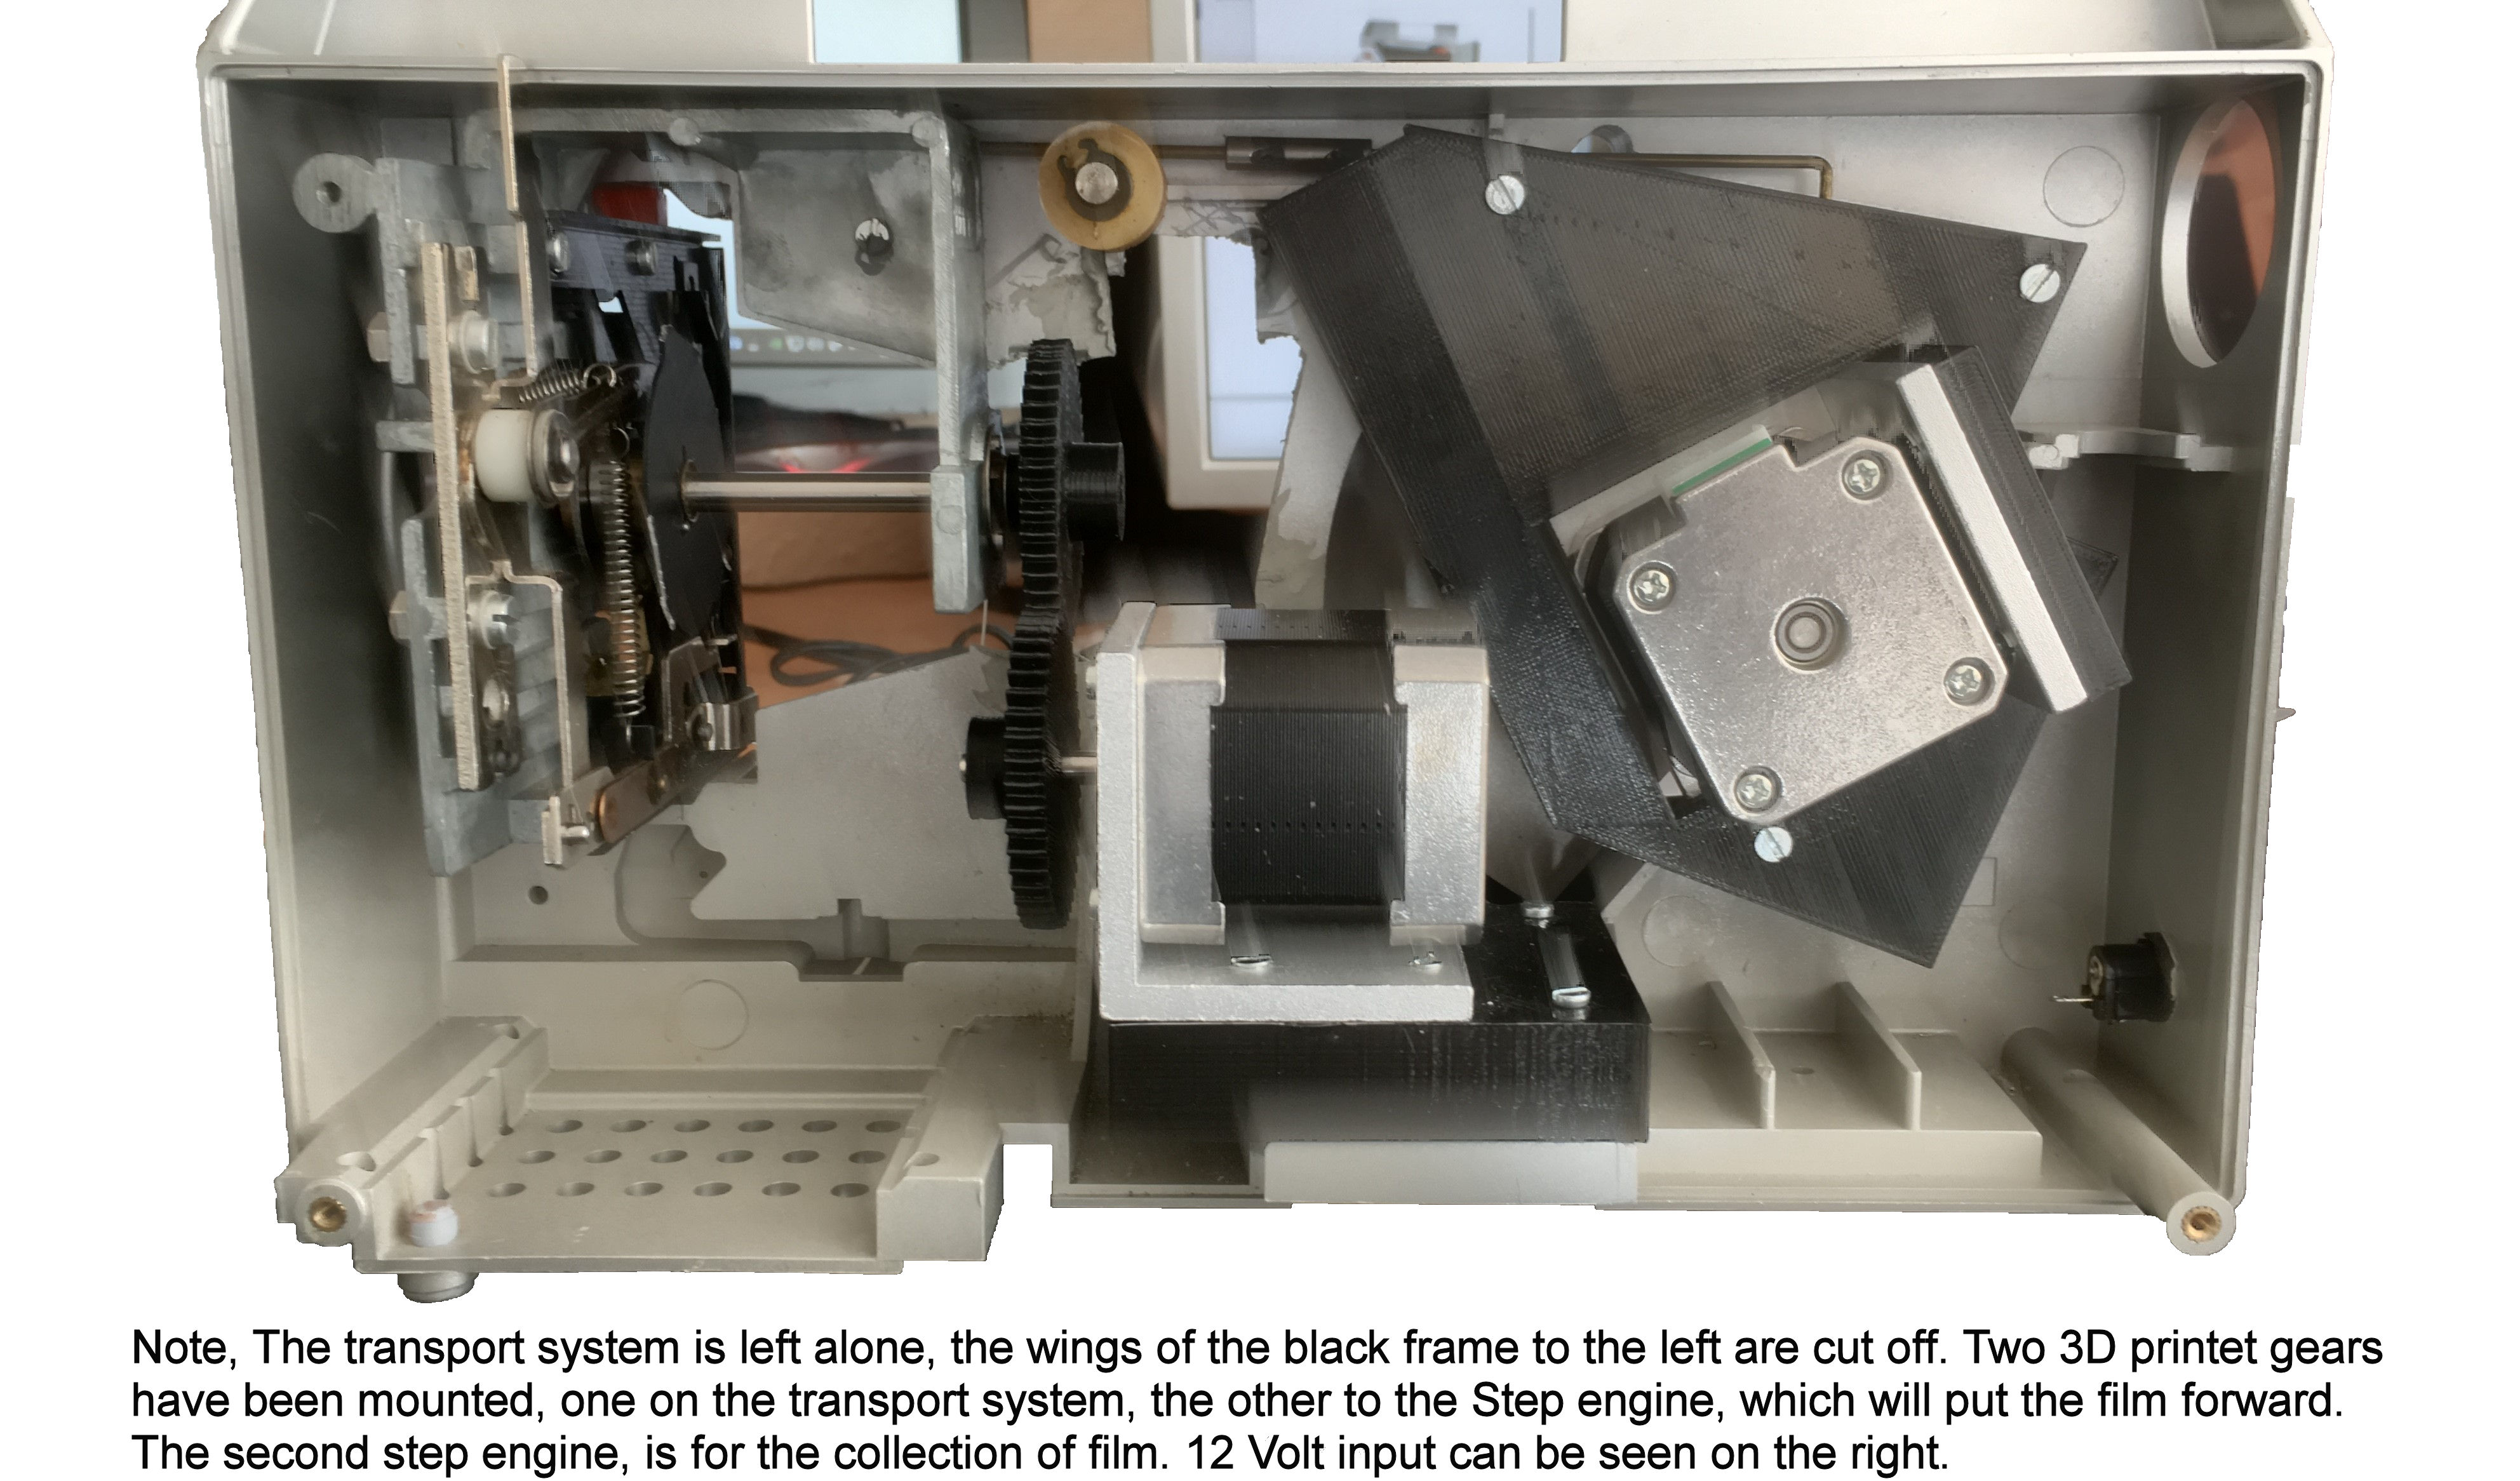 Note, The transport system is left alone, the wings of the black frame to the left are cut off. Two 3D printet gears
have been mounted, one on the transport system, the other to the Step engine, which will put the film forward.
The second step engine, is for the collection of film. 12 Volt input can be seen on the right.